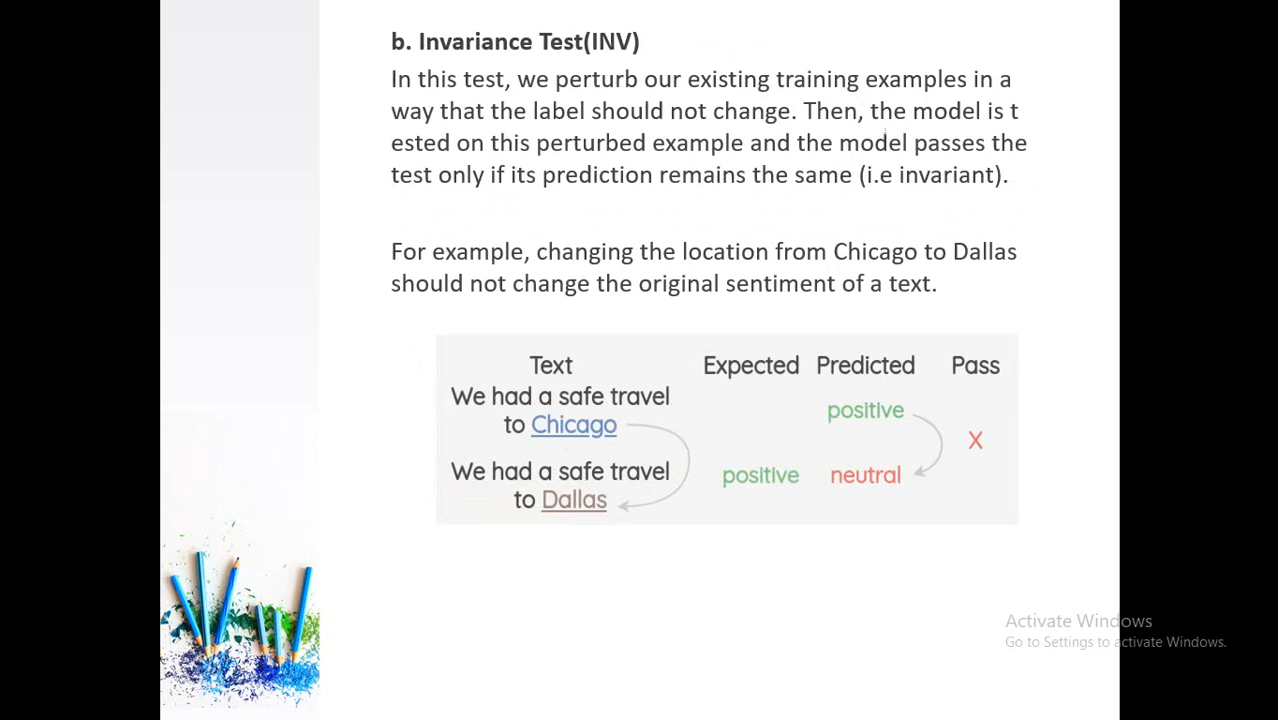 b. Invariance Test(INV)
In this test, we perturb our existing training examples in a
way that the label should not change. Then, the model is t
ested on this perturbed example and the model passes the
test only if its prediction remains the same (i.e invariant).
For example, changing the location from Chicago to Dallas
should not change the original sentiment of a text.
Text Expected Predicted Pass
We had a safe travel
to Chicago
positive
X
We had a safe travel
to Dallas
positive neutral
Activate Windows
Go to Settings to activate Windows.